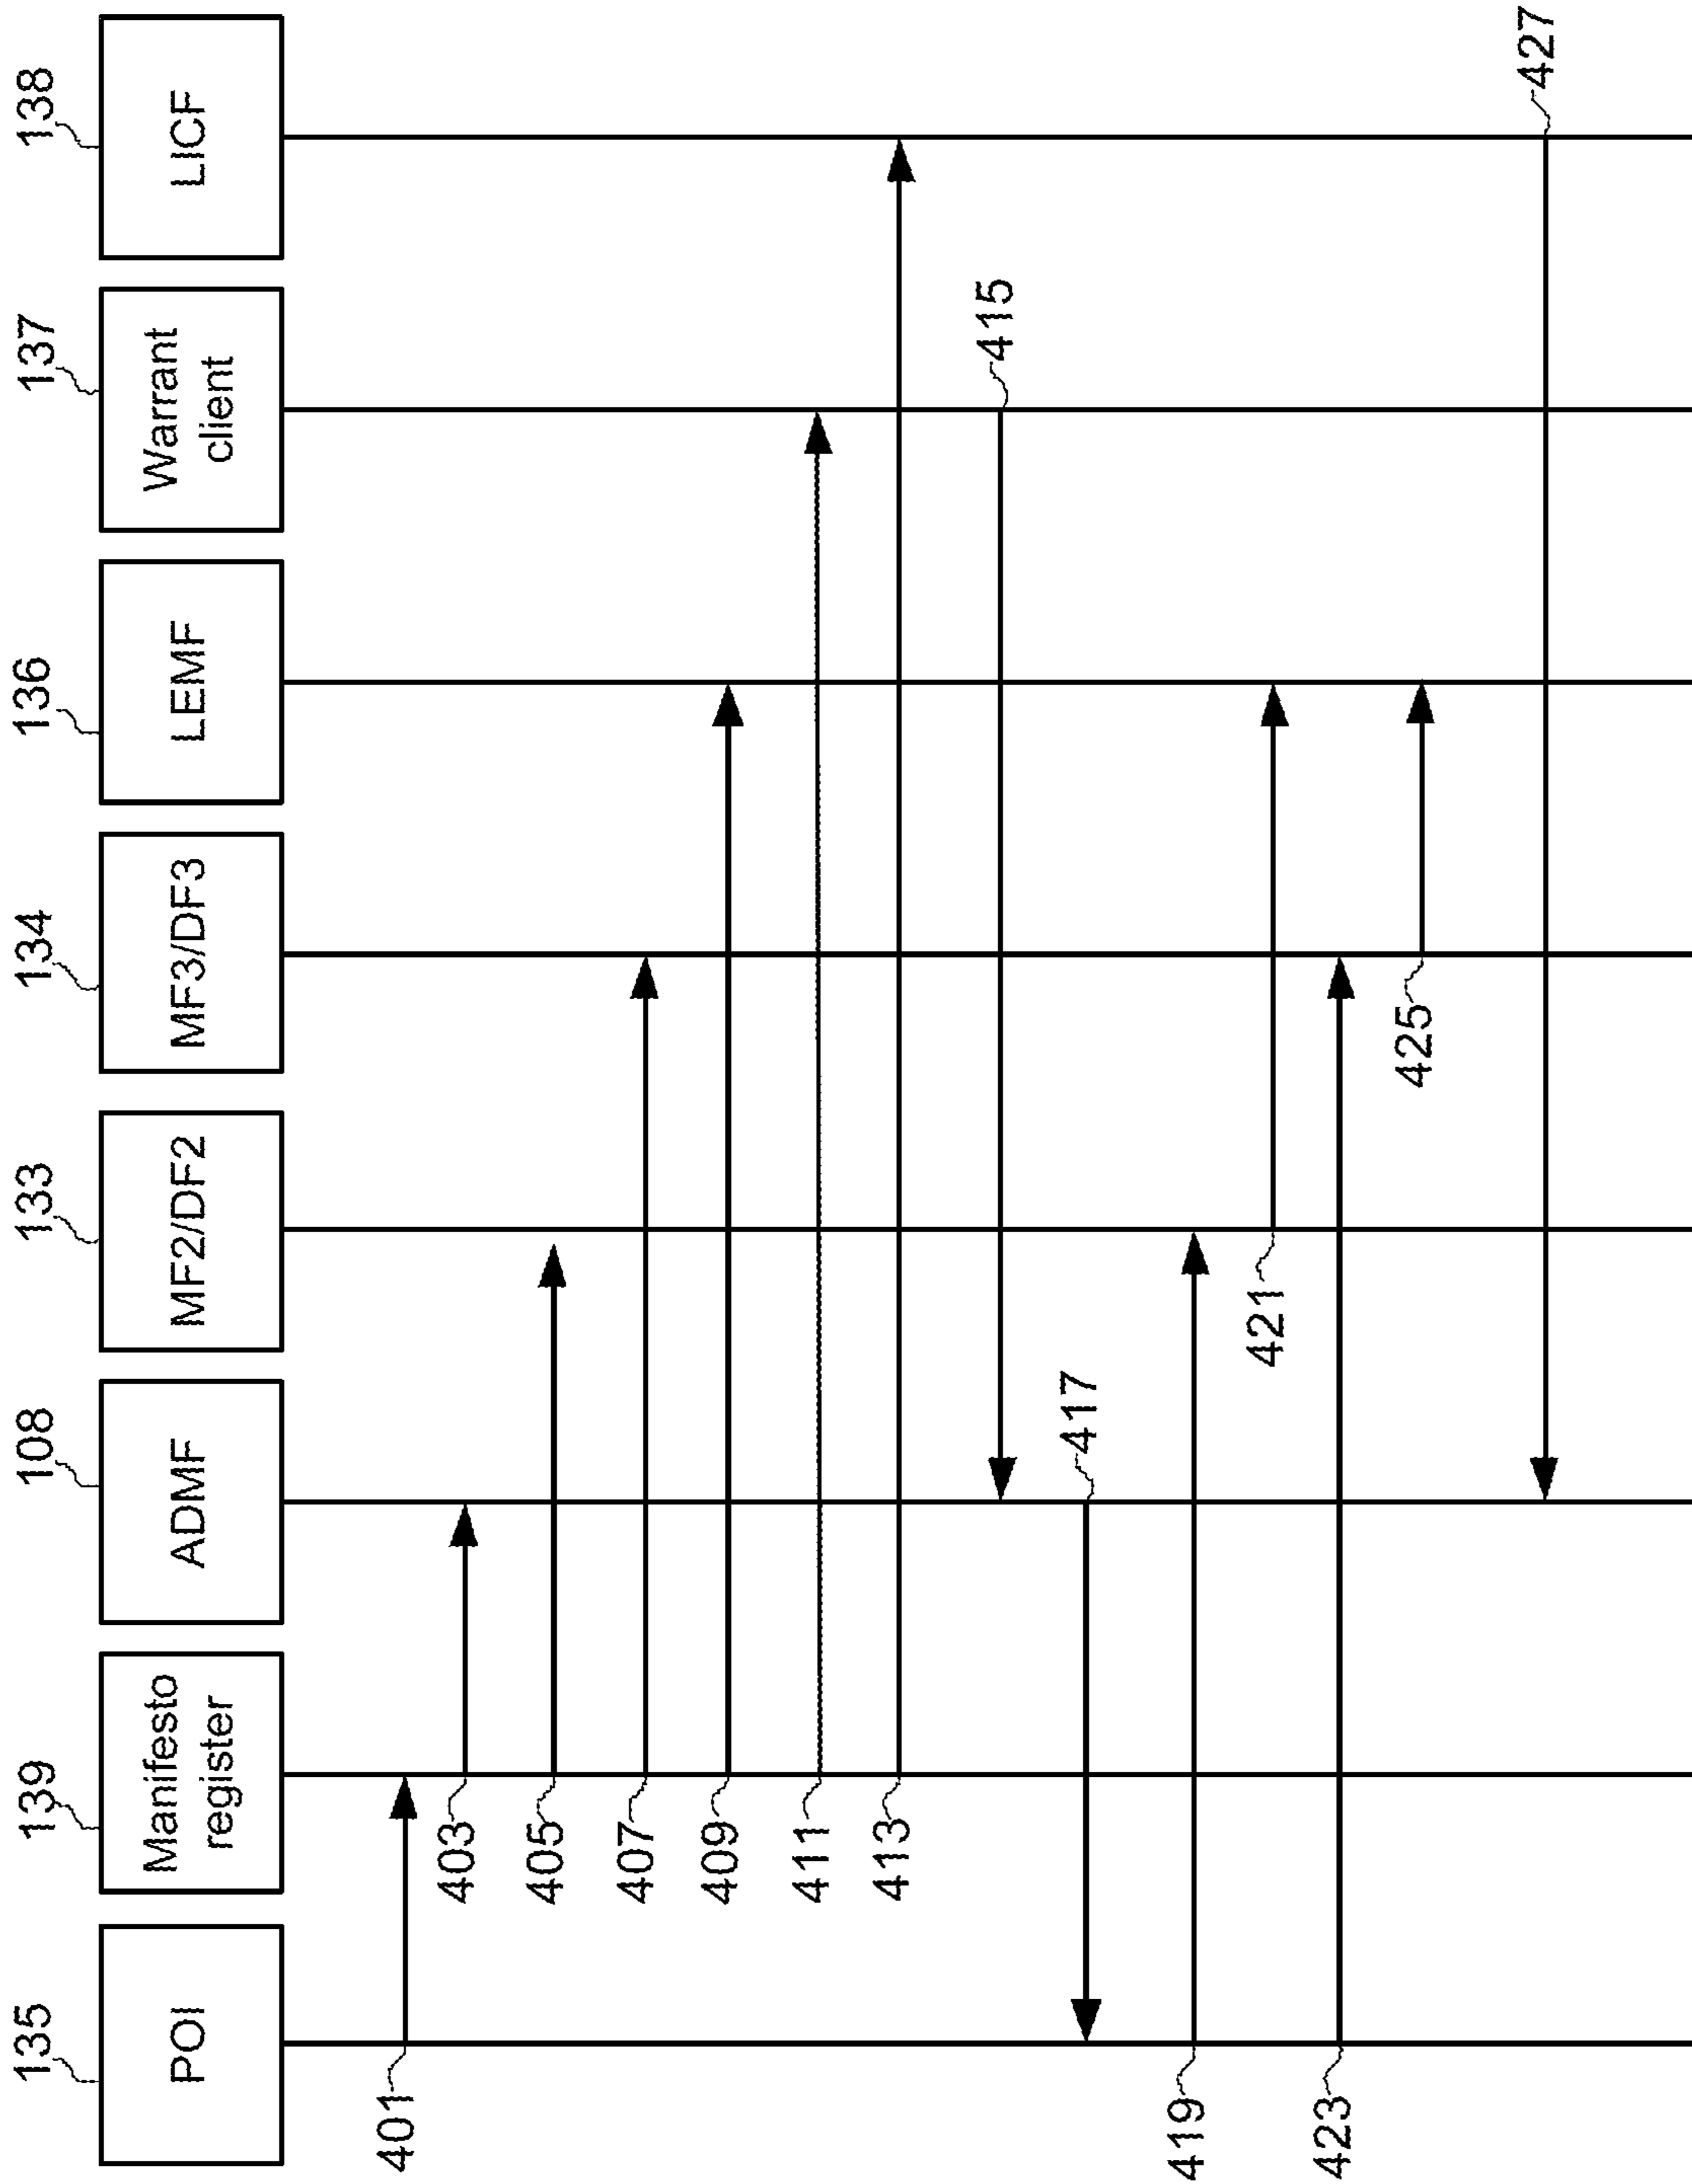 135
139
108
133
134
136
137
138
POI
Manifesto
register
ADMF
MF2/DF2
MF3/DF3
LEMF
Warrant
client
LICF
401
403
405
407
409
411
413
415
417
419
421
423
425
427